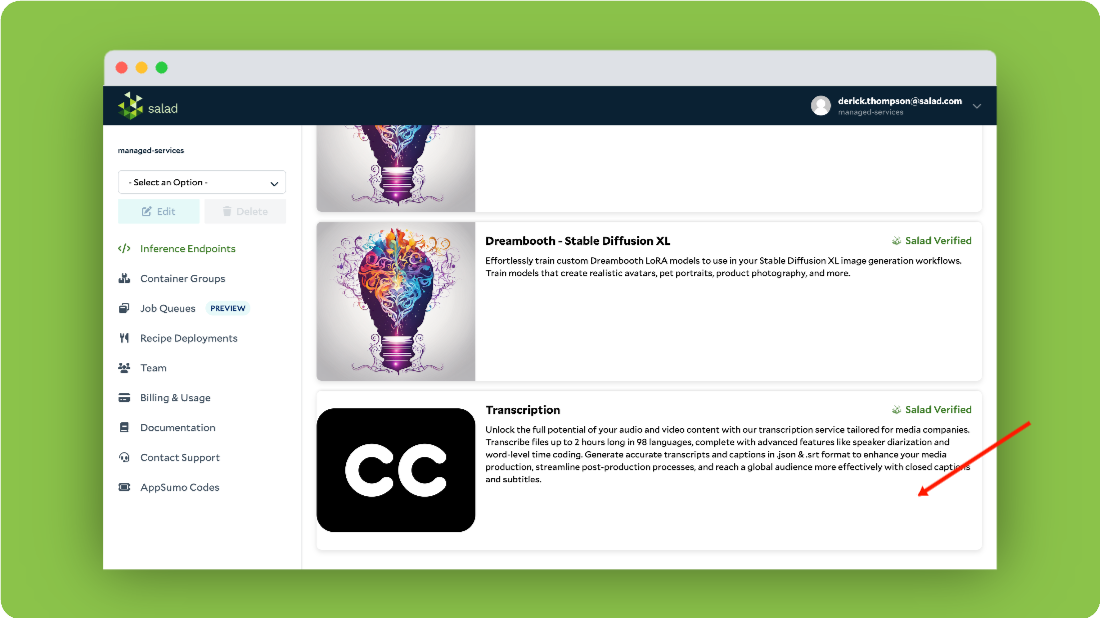 salad
derick.thompson@salad.com
managed-services
managed-services
- Select an Option -
Edit
Delete
</> Inference Endpoints
Container Groups
Job Queues PREVIEW
Recipe Deployments
Team
Billing & Usage
Documentation
Contact Support
AppSumo Codes
Dreambooth - Stable Diffusion XL
Salad Verified
Effortlessly train custom Dreambooth LoRA models to use in your Stable Diffusion XL image generation workflows.
Train models that create realistic avatars, pet portraits, product photography, and more.
CC
Transcription
Salad Verified
Unlock the full potential of your audio and video content with our transcription service tailored for media companies.
Transcribe files up to 2 hours long in 98 languages, complete with advanced features like speaker diarization and
word-level time coding. Generate accurate transcripts and captions in .json & .srt format to enhance your media
production, streamline post-production processes, and reach a global audience more effectively with closed captions
and subtitles.